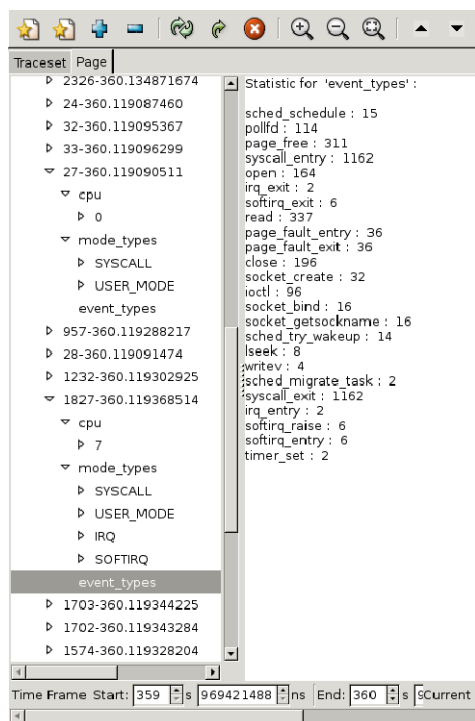 Traceset Page
2326-360.134871674
24-360.119087460
32-360.119095367
33-360.119096299
27-360.119090511
cpu
0
mode_types
SYSCALL
USER_MODE
event_types
957-360.119288217
28-360.119091474
1232-360.119302925
1827-360.119368514
cpu
7
mode_types
SYSCALL
USER_MODE
IRQ
SOFTIRQ
event_types
1703-360.119344225
1702-360.119343284
1574-360.119328204
Statistic for 'event_types' :
sched_schedule : 15
pollfd : 114
page_free : 311
syscall_entry : 1162
open : 164
irq_exit : 2
softirq_exit : 6
read : 337
page_fault_entry : 36
page_fault_exit : 36
close : 196
socket_create : 32
ioctl : 96
socket_bind : 16
socket_getsockname : 16
sched_try_wakeup : 14
lseek : 8
writev : 4
sched_migrate_task : 2
syscall_exit : 1162
irq_entry : 2
softirq_raise : 6
softirq_entry : 6
timer_set : 2
Time Frame Start: 359 s 969421488 ns End: 360 s 9 Current